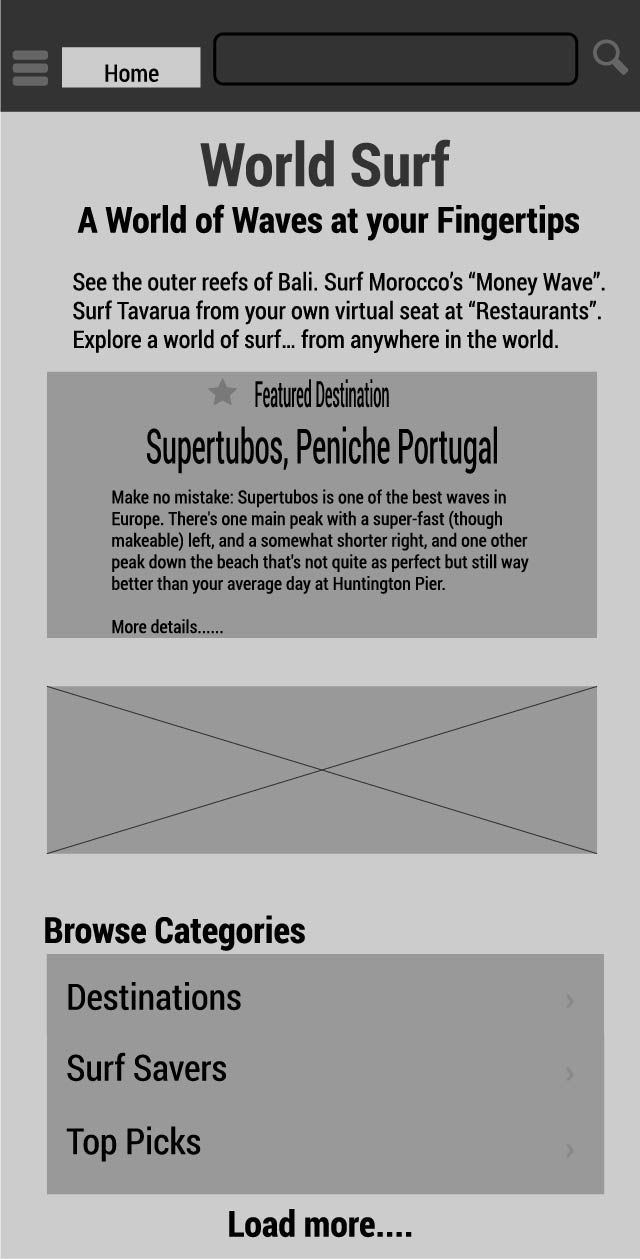 Home
World Surf
A World of Waves at your Fingertips
See the outer reefs of Bali. Surf Morocco’s “Money Wave”.
Surf Tavarua from your own virtual seat at “Restaurants”.
Explore a world of surf... from anywhere in the world.
Featured Destination
Supertubos, Peniche Portugal
Make no mistake: Supertubos is one of the best waves in
Europe. There's one main peak with a super-fast (though
makeable) left, and a somewhat shorter right, and one other
peak down the beach that's not quite as perfect but still way
better than your average day at Huntington Pier.
More details......
Browse Categories
Destinations ›
Surf Savers ›
Top Picks ›
Load more....